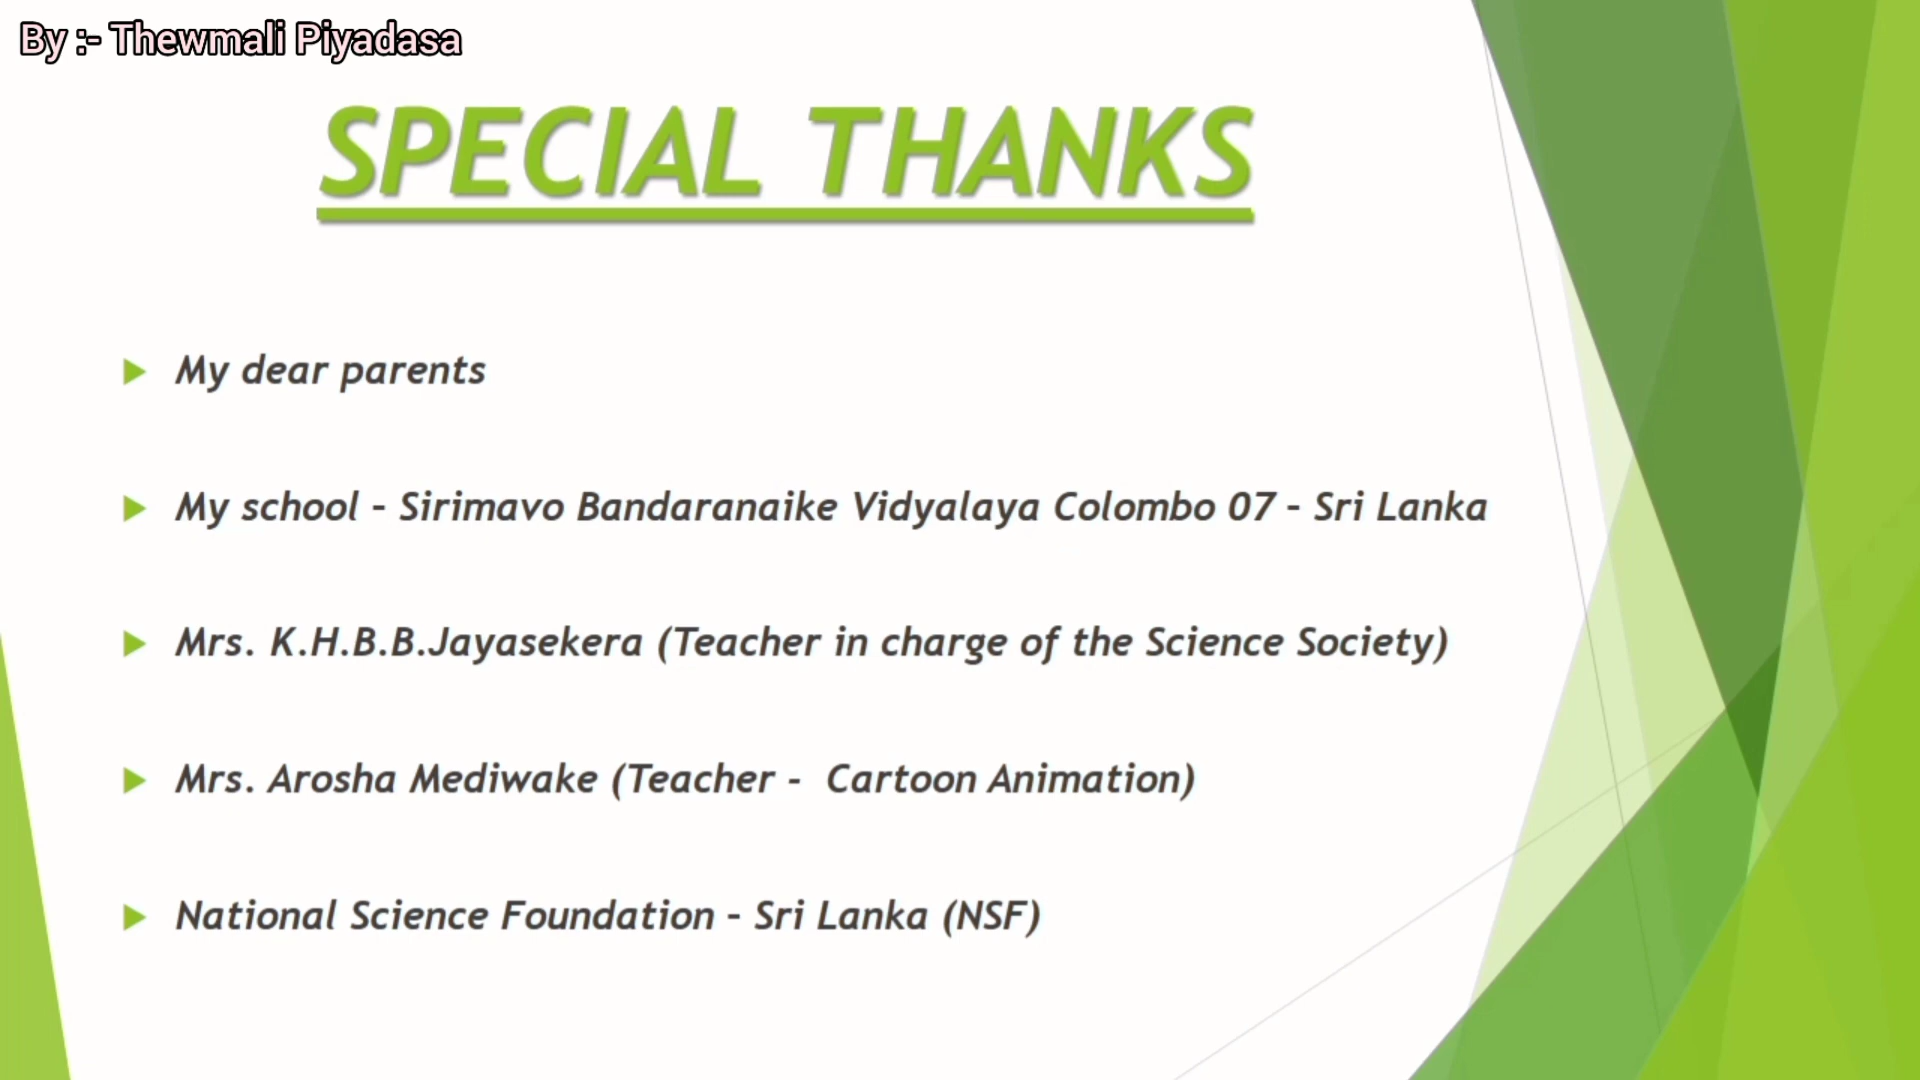 By :- Thewmali Piyadasa
SPECIAL THANKS
My dear parents
My school – Sirimavo Bandaranaike Vidyalaya Colombo 07 – Sri Lanka
Mrs. K.H.B.B.Jayasekera (Teacher in charge of the Science Society)
Mrs. Arosha Mediwake (Teacher - Cartoon Animation)
National Science Foundation – Sri Lanka (NSF)